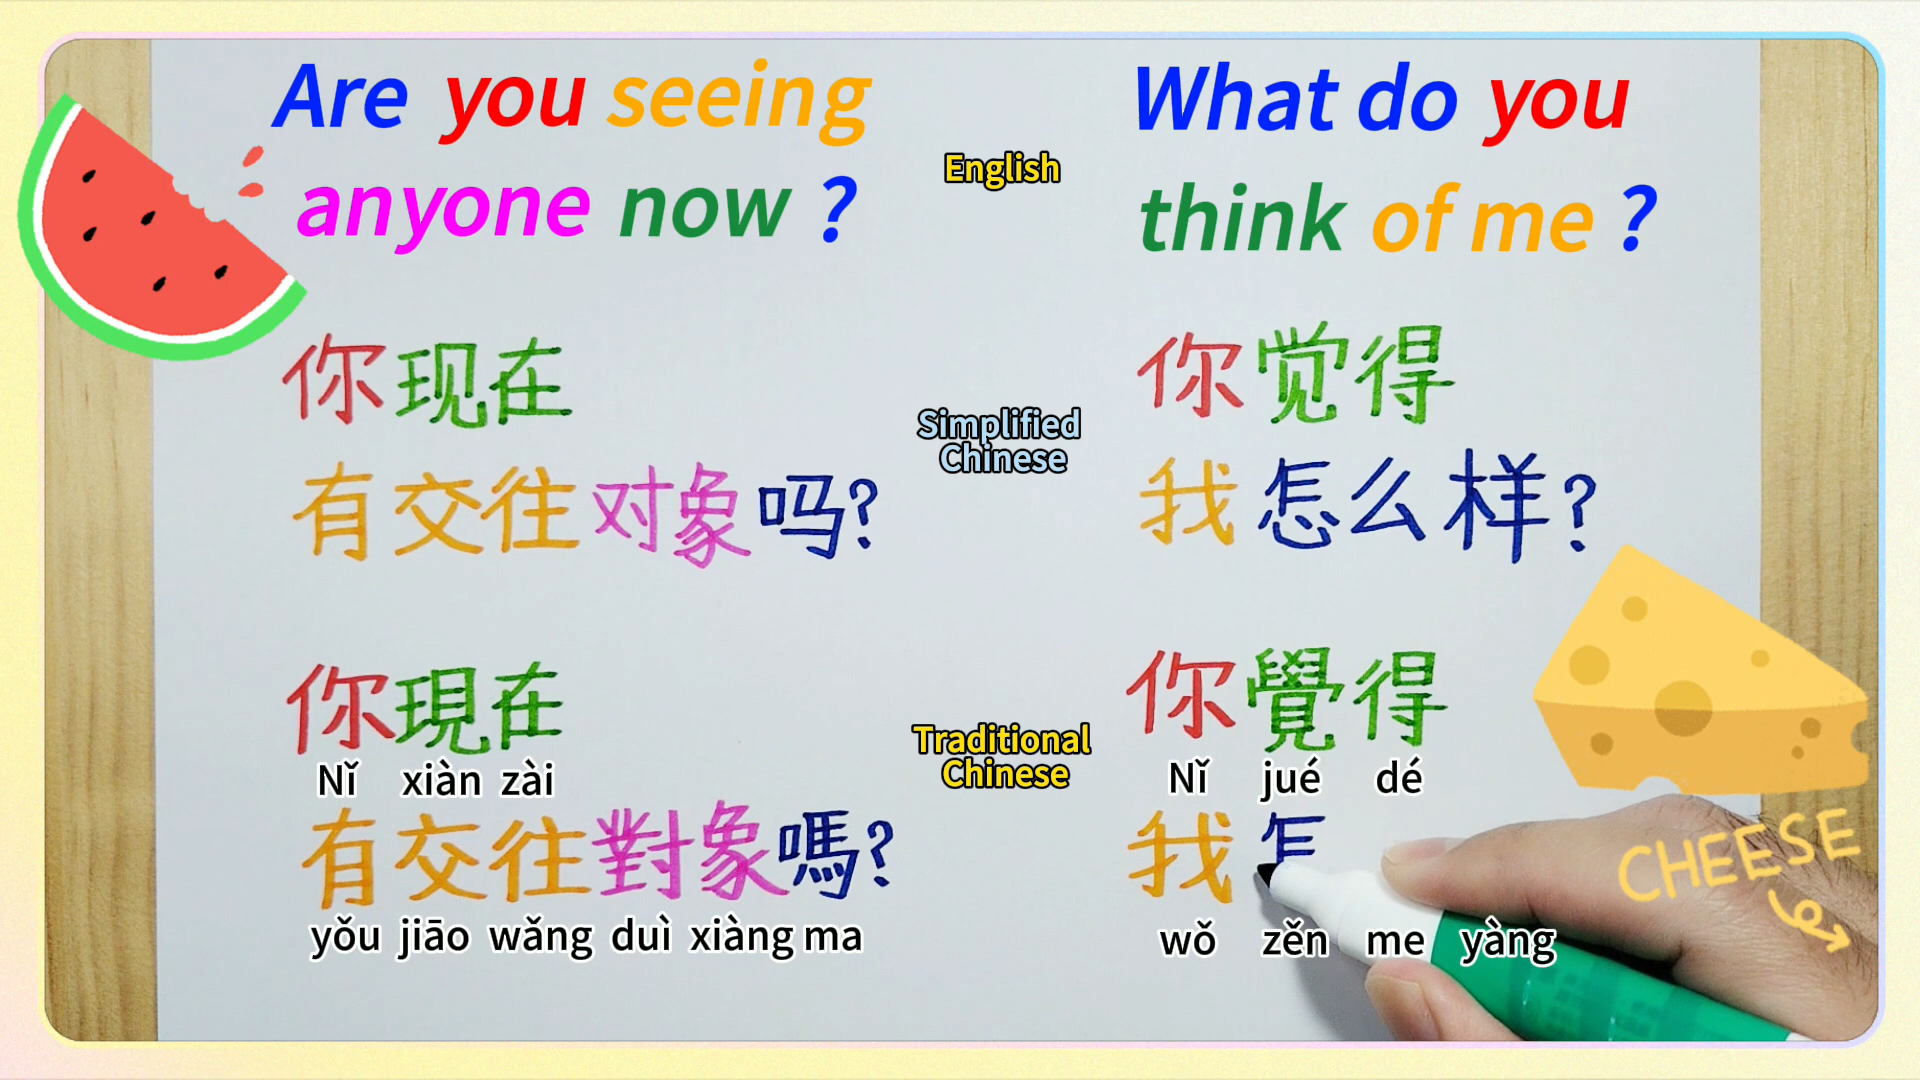 Are you seeing
anyone now ?
What do you
think of me ?
English
你现在
有交往对象吗?
你觉得
我怎么样?
Simplified
Chinese
你現在
Nǐ xiàn zài
有交往對象嗎?
yǒu jiāo wǎng duì xiàng ma
你覺得
Nǐ jué dé
我
wǒ zěn me yàng
Traditional
Chinese
CHEESE